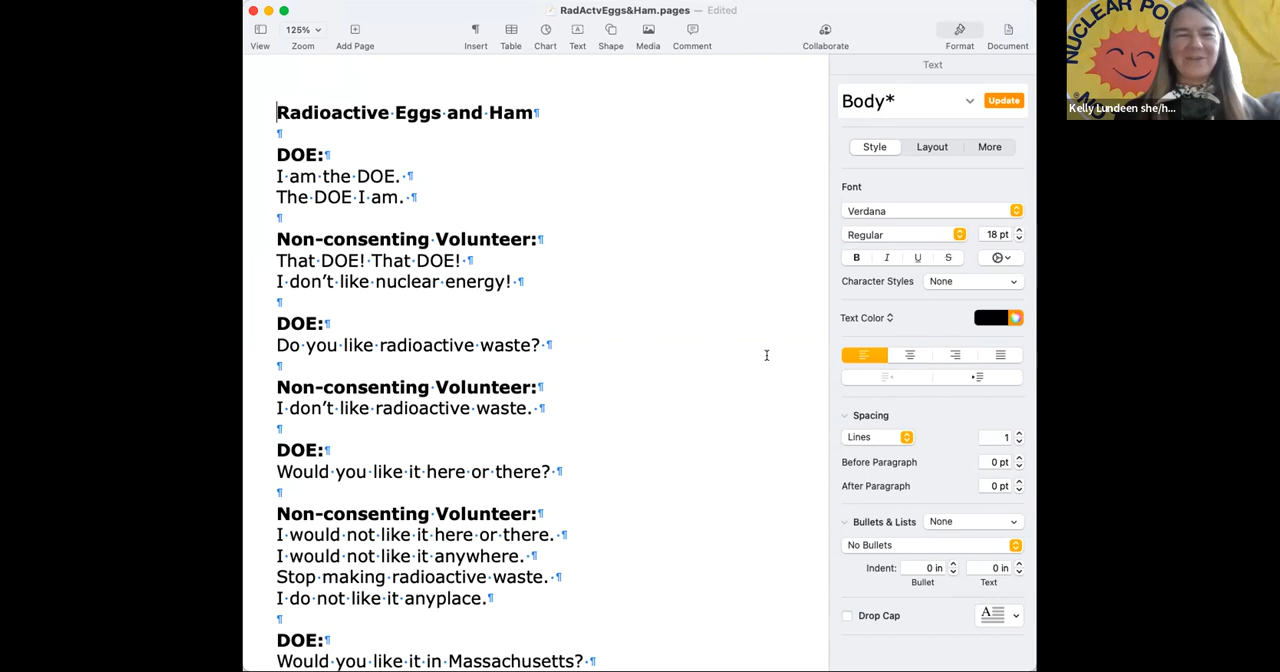 RadActvEggs&Ham.pages — Edited
125%
View
Zoom
Add Page
Insert
Table
Chart
Text
Shape
Media
Comment
Collaborate
Format
Document
Radioactive Eggs and Ham
DOE:
I am the DOE.
The DOE I am.
Non-consenting Volunteer:
That DOE! That DOE!
I don’t like nuclear energy!
DOE:
Do you like radioactive waste?
Non-consenting Volunteer:
I don’t like radioactive waste.
DOE:
Would you like it here or there?
Non-consenting Volunteer:
I would not like it here or there.
I would not like it anywhere.
Stop making radioactive waste.
I do not like it anyplace.
DOE:
Would you like it in Massachusetts?
Text
Body*
Update
Style
Layout
More
Font
Verdana
Regular
18 pt
B I U S
Character Styles
None
Text Color
Spacing
Lines
1
Before Paragraph
0 pt
After Paragraph
0 pt
Bullets & Lists
None
No Bullets
Indent:
0 in
0 in
Bullet
Text
Drop Cap
A
NUCLEAR PO
NO
Kelly Lundeen she/h...